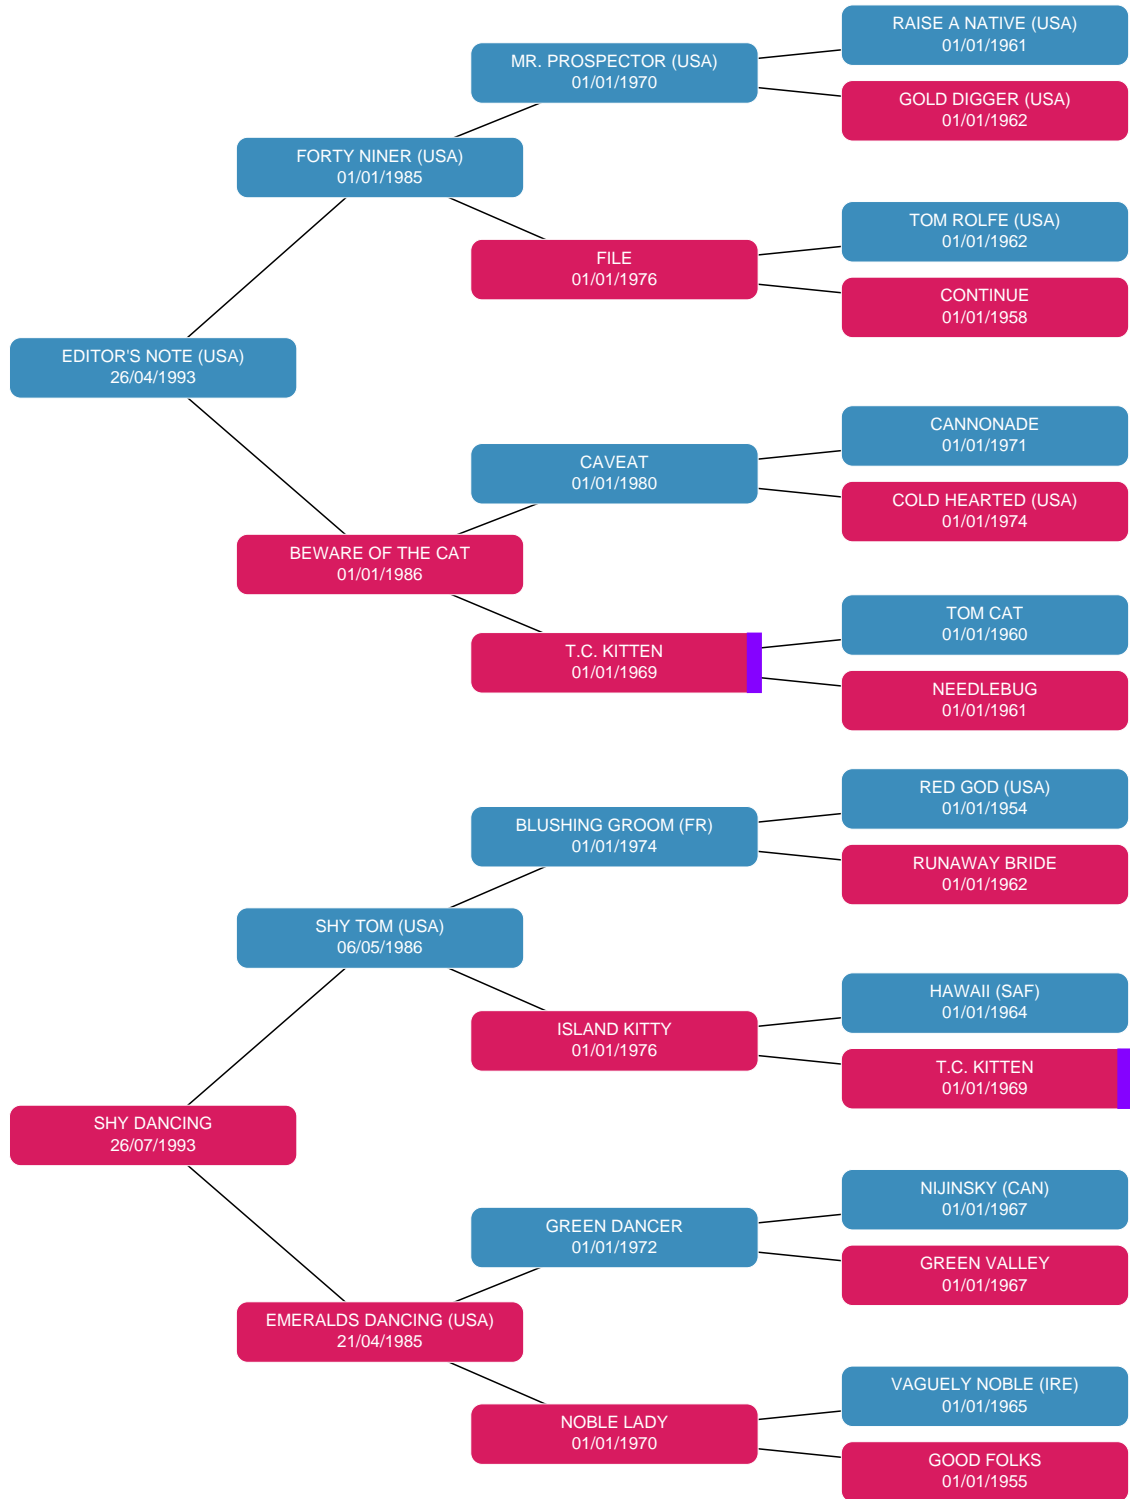 RAISE A NATIVE (USA)
01/01/1961
MR. PROSPECTOR (USA)
01/01/1970
GOLD DIGGER (USA)
01/01/1962
FORTY NINER (USA)
01/01/1985
TOM ROLFE (USA)
01/01/1962
FILE
01/01/1976
CONTINUE
01/01/1958
EDITOR'S NOTE (USA)
26/04/1993
CANNONADE
01/01/1971
CAVEAT
01/01/1980
COLD HEARTED (USA)
01/01/1974
BEWARE OF THE CAT
01/01/1986
TOM CAT
01/01/1960
T.C. KITTEN
01/01/1969
NEEDLEBUG
01/01/1961
RED GOD (USA)
01/01/1954
BLUSHING GROOM (FR)
01/01/1974
RUNAWAY BRIDE
01/01/1962
SHY TOM (USA)
06/05/1986
HAWAII (SAF)
01/01/1964
ISLAND KITTY
01/01/1976
T.C. KITTEN
01/01/1969
SHY DANCING
26/07/1993
NIJINSKY (CAN)
01/01/1967
GREEN DANCER
01/01/1972
GREEN VALLEY
01/01/1967
EMERALDS DANCING (USA)
21/04/1985
VAGUELY NOBLE (IRE)
01/01/1965
NOBLE LADY
01/01/1970
GOOD FOLKS
01/01/1955